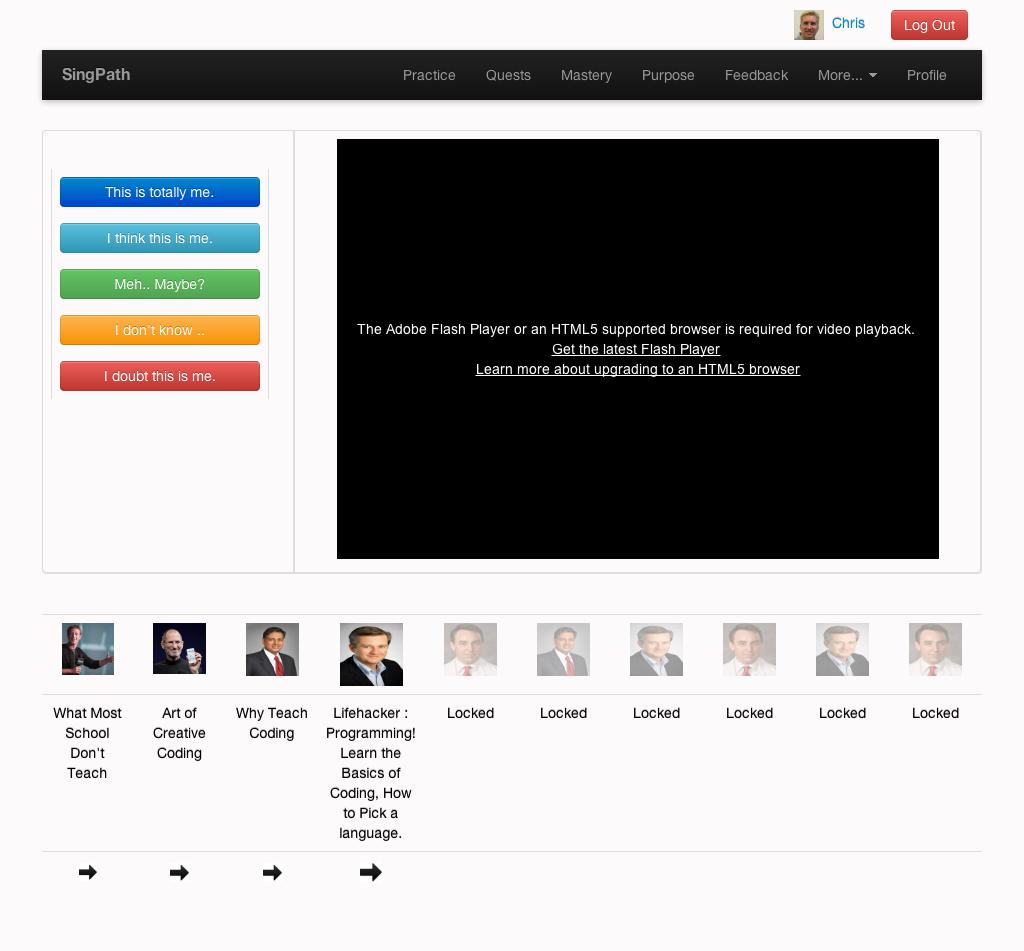 Chris
Log Out
SingPath
Practice
Quests
Mastery
Purpose
Feedback
More...
Profile
This is totally me.
I think this is me.
Meh.. Maybe?
I don't know ..
I doubt this is me.
The Adobe Flash Player or an HTML5 supported browser is required for video playback.
Get the latest Flash Player
Learn more about upgrading to an HTML5 browser
What Most
School
Don't
Teach
Art of
Creative
Coding
Why Teach
Coding
Lifehacker :
Programming!
Learn the
Basics of
Coding, How
to Pick a
language.
Locked
Locked
Locked
Locked
Locked
Locked